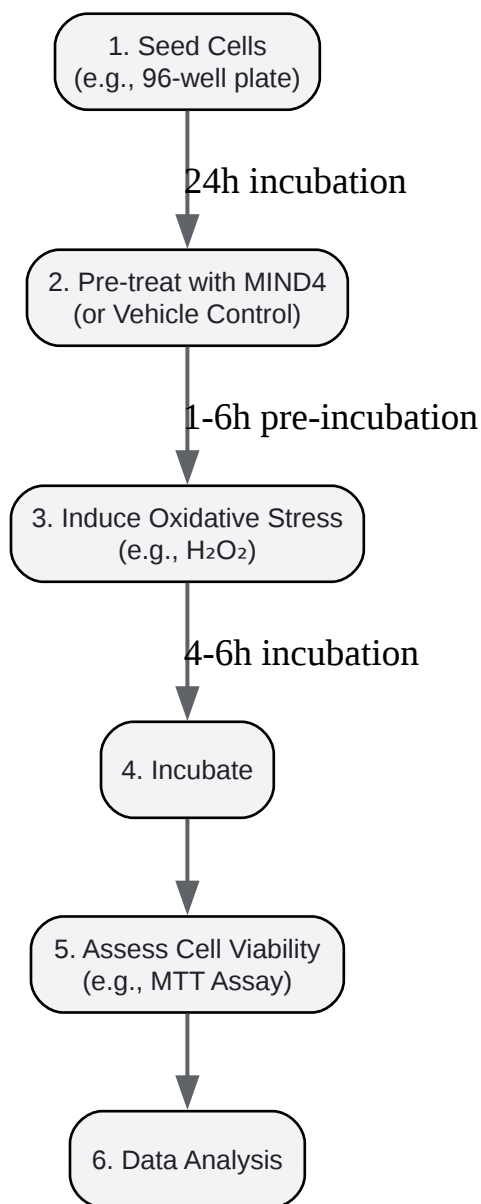 1. Seed Cells
(e.g., 96-well plate)
24h incubation
2. Pre-treat with MIND4
(or Vehicle Control)
1-6h pre-incubation
3. Induce Oxidative Stress
(e.g., H₂O₂)
4-6h incubation
4. Incubate
5. Assess Cell Viability
(e.g., MTT Assay)
6. Data Analysis